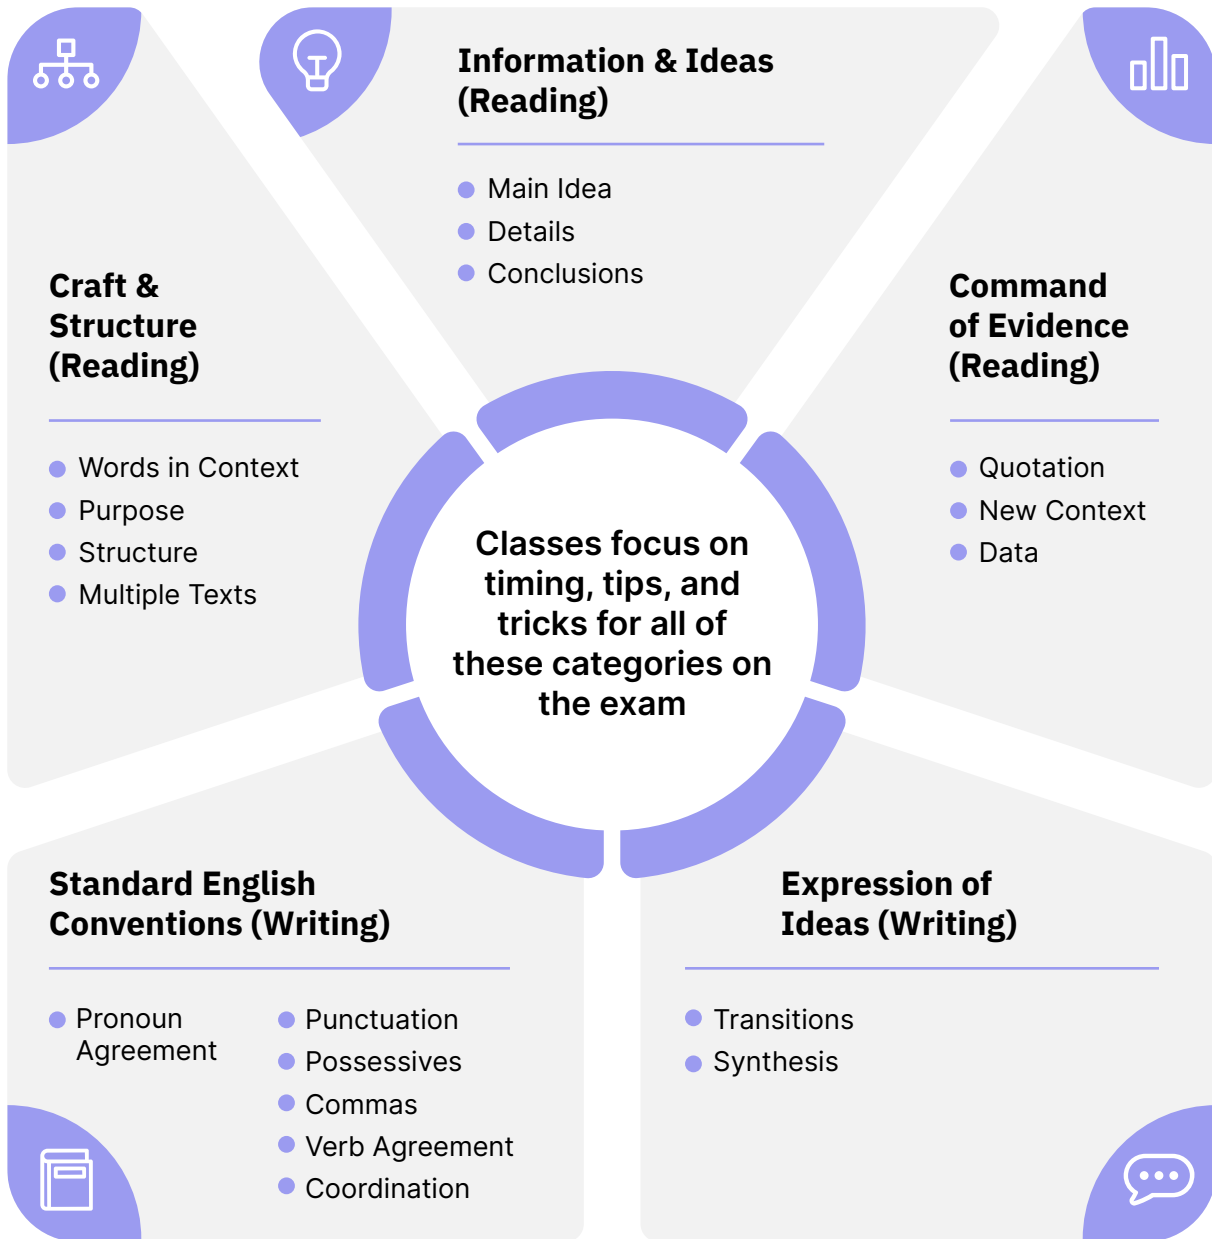 Information & Ideas
(Reading)
Main Idea
Details
Conclusions
Craft &
Structure
(Reading)
Words in Context
Purpose
Structure
Multiple Texts
Command
of Evidence
(Reading)
Quotation
New Context
Data
Classes focus on
timing, tips, and
tricks for all of
these categories on
the exam
Standard English
Conventions (Writing)
Pronoun
Agreement
Punctuation
Possessives
Commas
Verb Agreement
Coordination
Expression of
Ideas (Writing)
Transitions
Synthesis